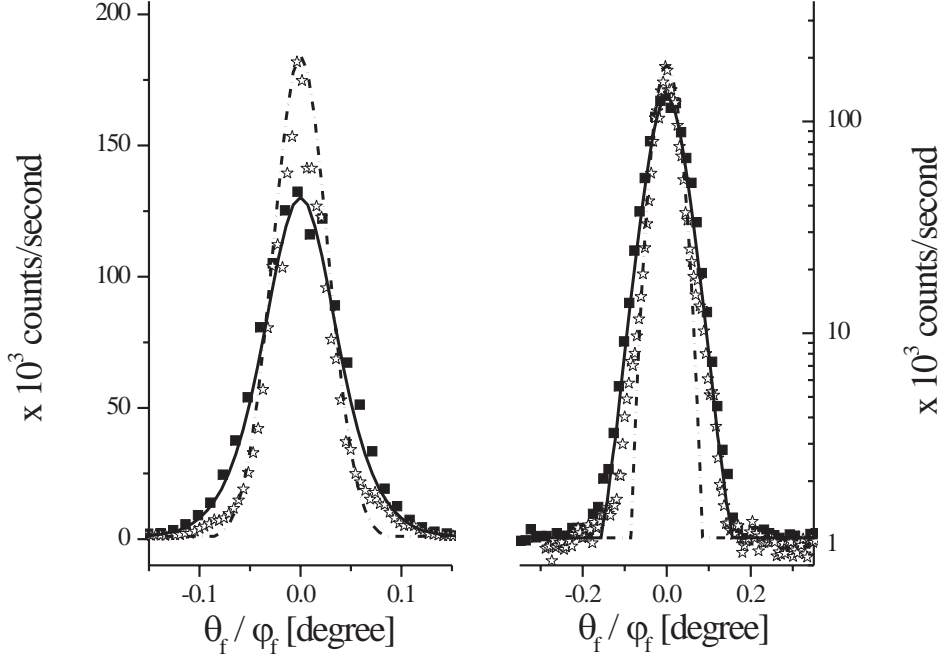 200
150
100
50
0
x 10³ counts/second
-0.1 0.0 0.1
θf / φf [degree]
100
10
1
x 10³ counts/second
-0.2 0.0 0.2
θf / φf [degree]